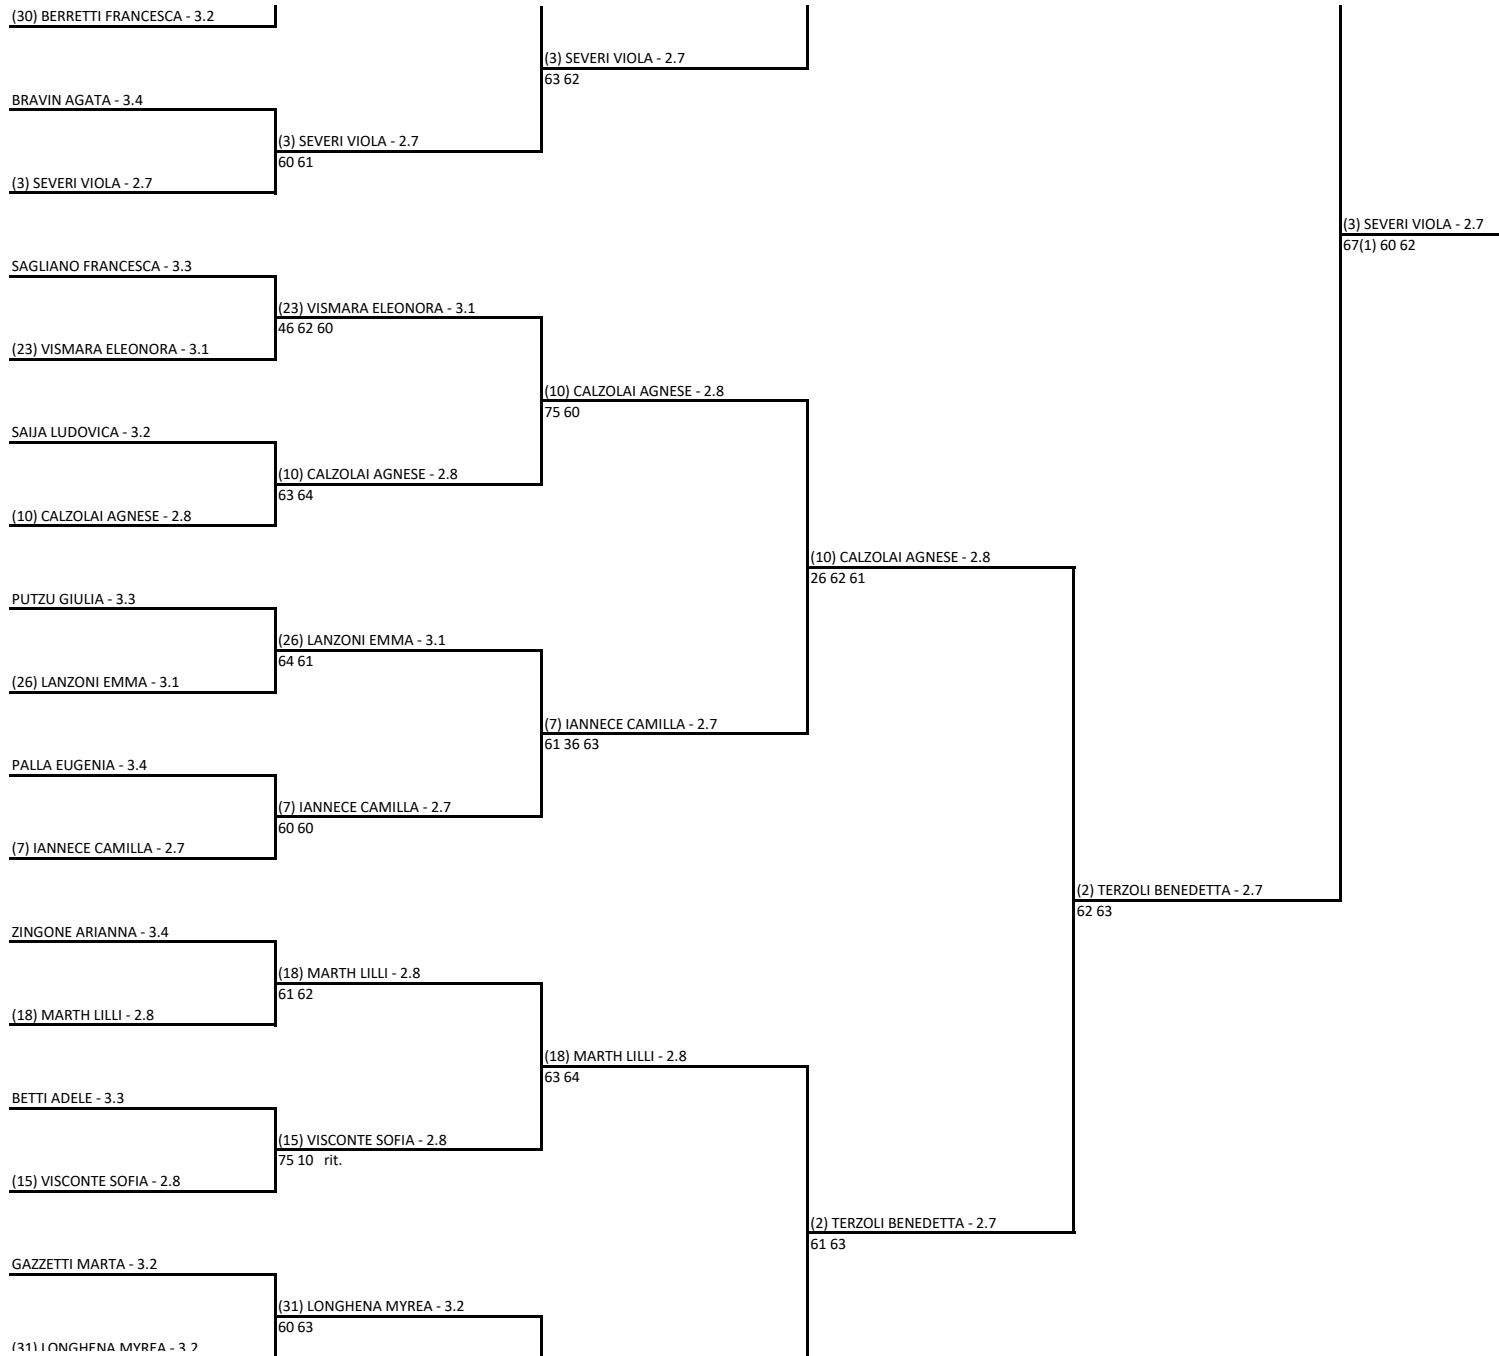 (30) BERRETTI FRANCESCA - 3.2
(3) SEVERI VIOLA - 2.7
63 62
BRAVIN AGATA - 3.4
(3) SEVERI VIOLA - 2.7
60 61
(3) SEVERI VIOLA - 2.7
(3) SEVERI VIOLA - 2.7
67(1) 60 62
SAGLIANO FRANCESCA - 3.3
(23) VISMARA ELEONORA - 3.1
46 62 60
(23) VISMARA ELEONORA - 3.1
(10) CALZOLAI AGNESE - 2.8
75 60
SAIJA LUDOVICA - 3.2
(10) CALZOLAI AGNESE - 2.8
63 64
(10) CALZOLAI AGNESE - 2.8
(10) CALZOLAI AGNESE - 2.8
26 62 61
PUTZU GIULIA - 3.3
(26) LANZONI EMMA - 3.1
64 61
(26) LANZONI EMMA - 3.1
(7) IANNECE CAMILLA - 2.7
61 36 63
PALLA EUGENIA - 3.4
(7) IANNECE CAMILLA - 2.7
60 60
(7) IANNECE CAMILLA - 2.7
(2) TERZOLI BENEDETTA - 2.7
62 63
ZINGONE ARIANNA - 3.4
(18) MARTH LILLI - 2.8
61 62
(18) MARTH LILLI - 2.8
(18) MARTH LILLI - 2.8
63 64
BETTI ADELE - 3.3
(15) VISCONTE SOFIA - 2.8
75 10 rit.
(15) VISCONTE SOFIA - 2.8
(2) TERZOLI BENEDETTA - 2.7
61 63
GAZZETTI MARTA - 3.2
(31) LONGHENA MYREA - 3.2
60 63
(31) LONGHENA MYREA - 3.2